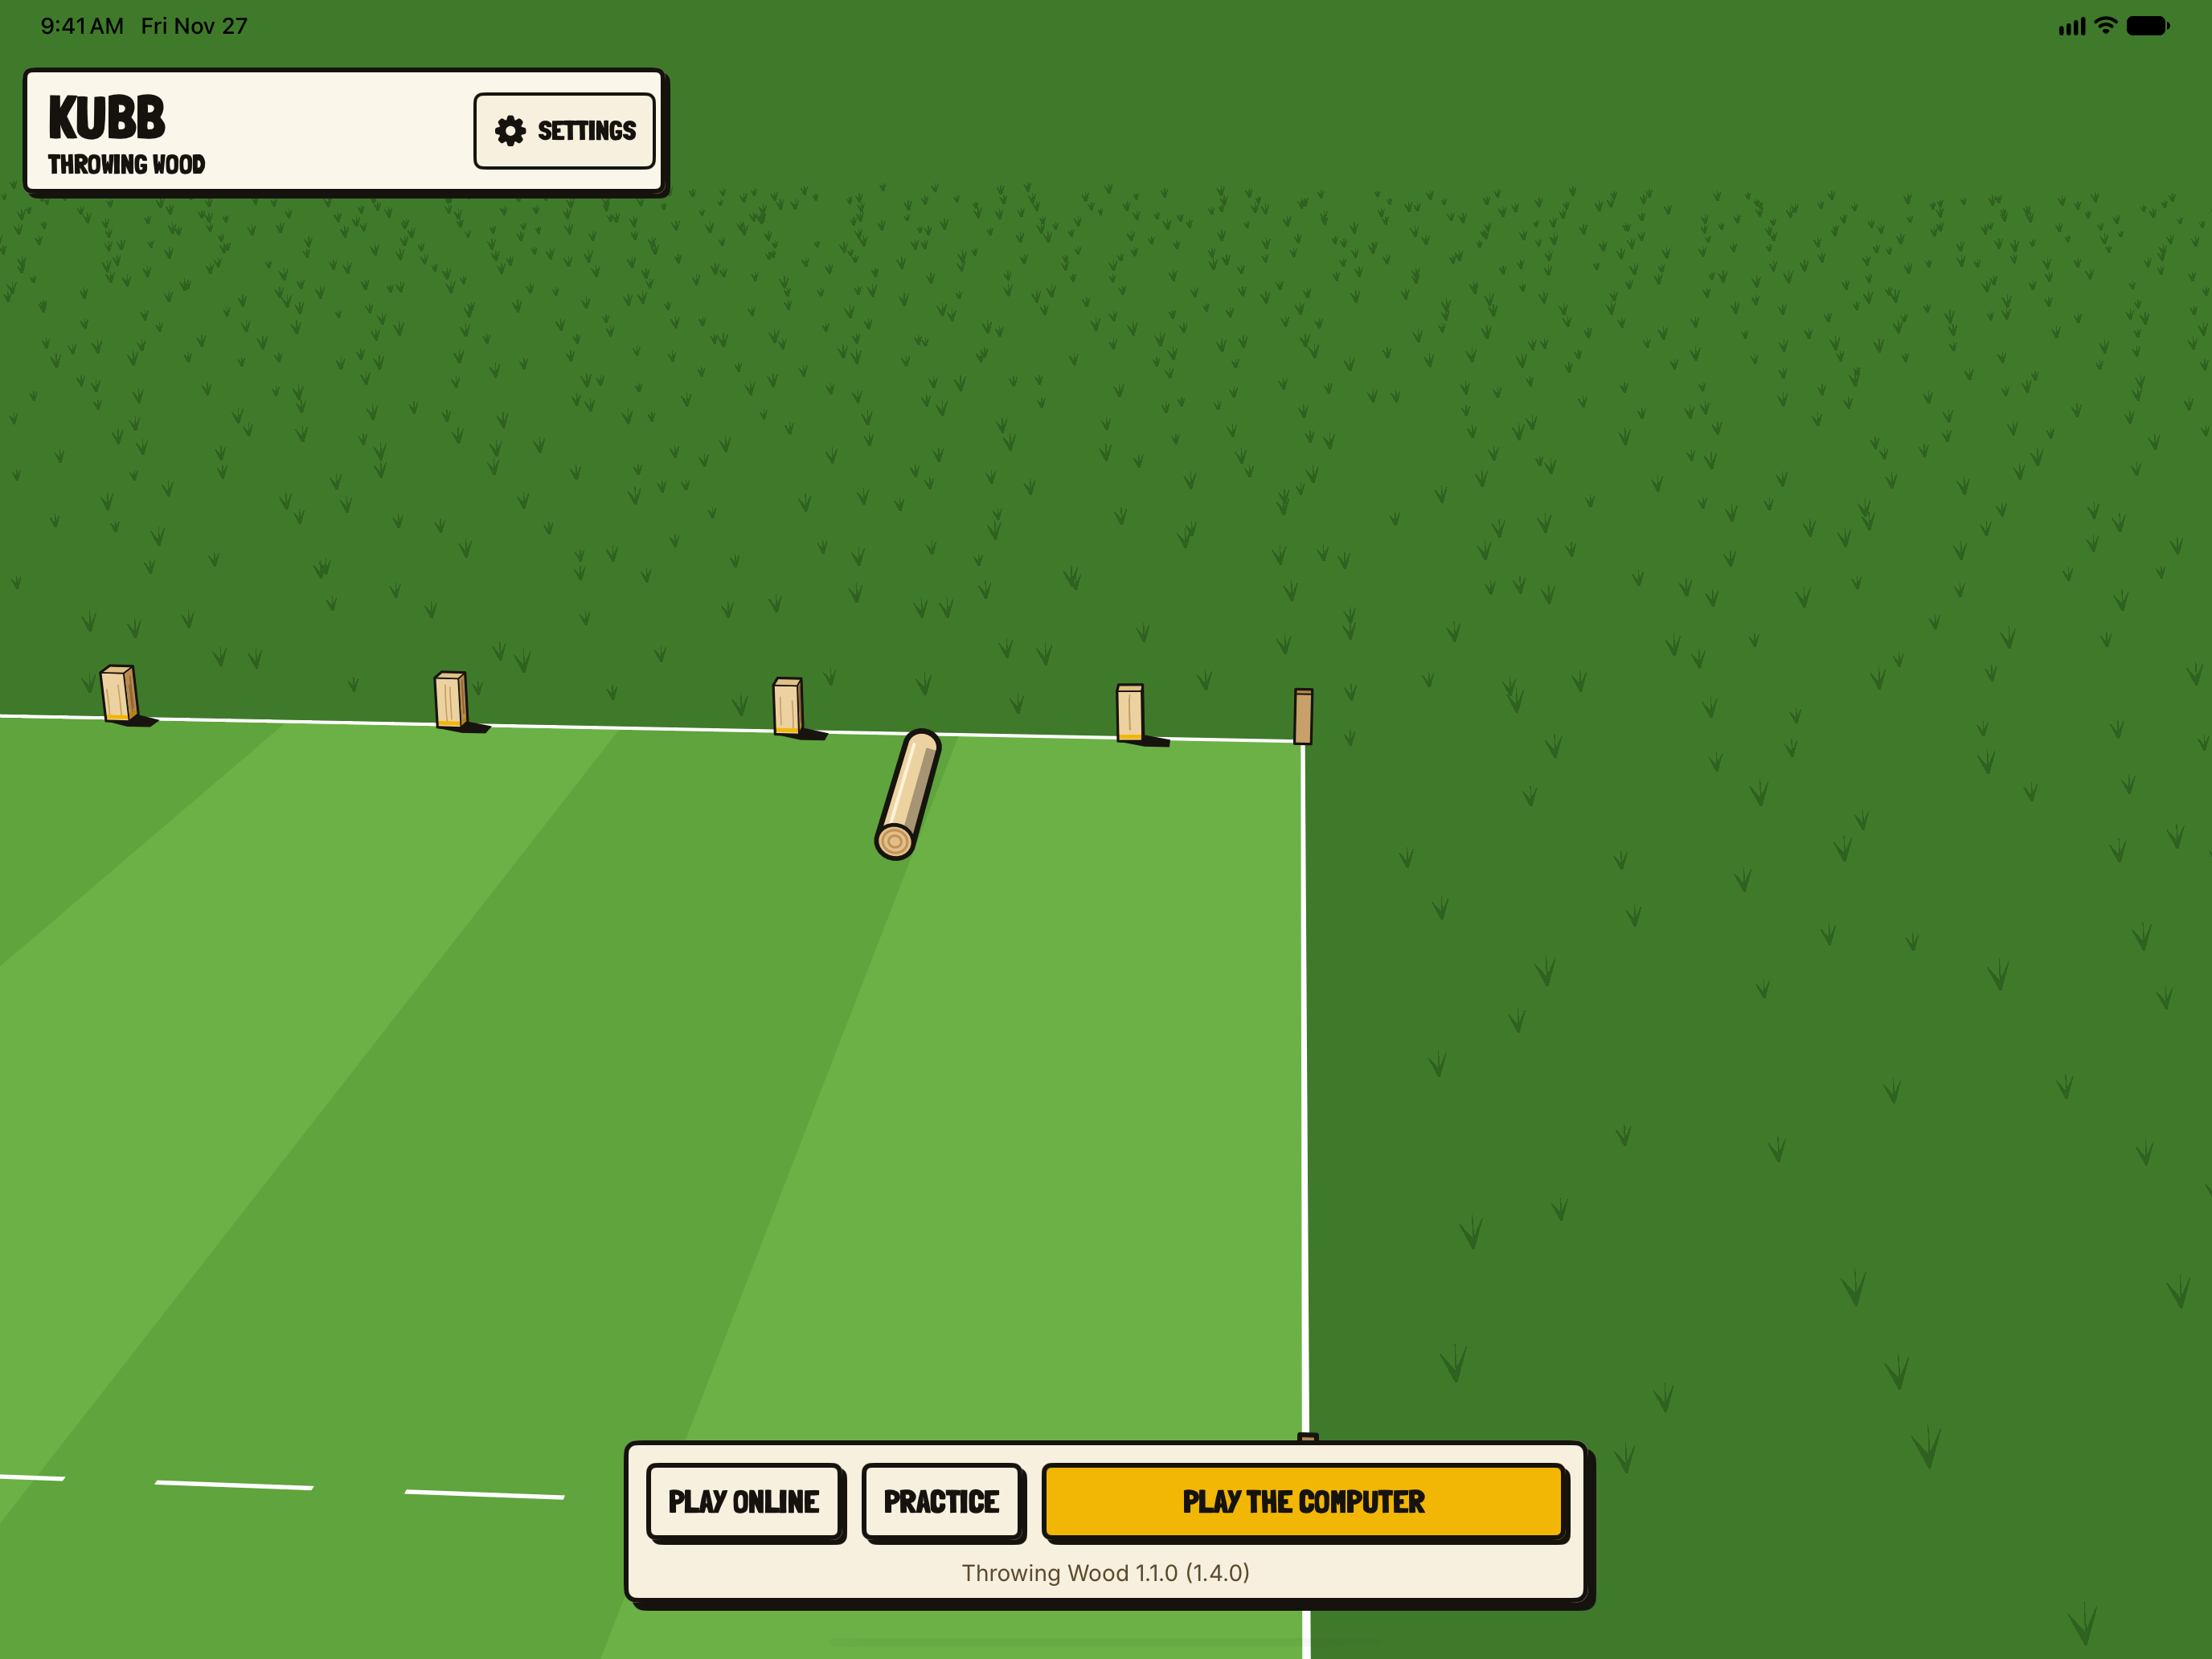 9:41 AM Fri Nov 27
KUBB
THROWING WOOD
SETTINGS
PLAY ONLINE
PRACTICE
PLAY THE COMPUTER
Throwing Wood 1.1.0 (1.4.0)